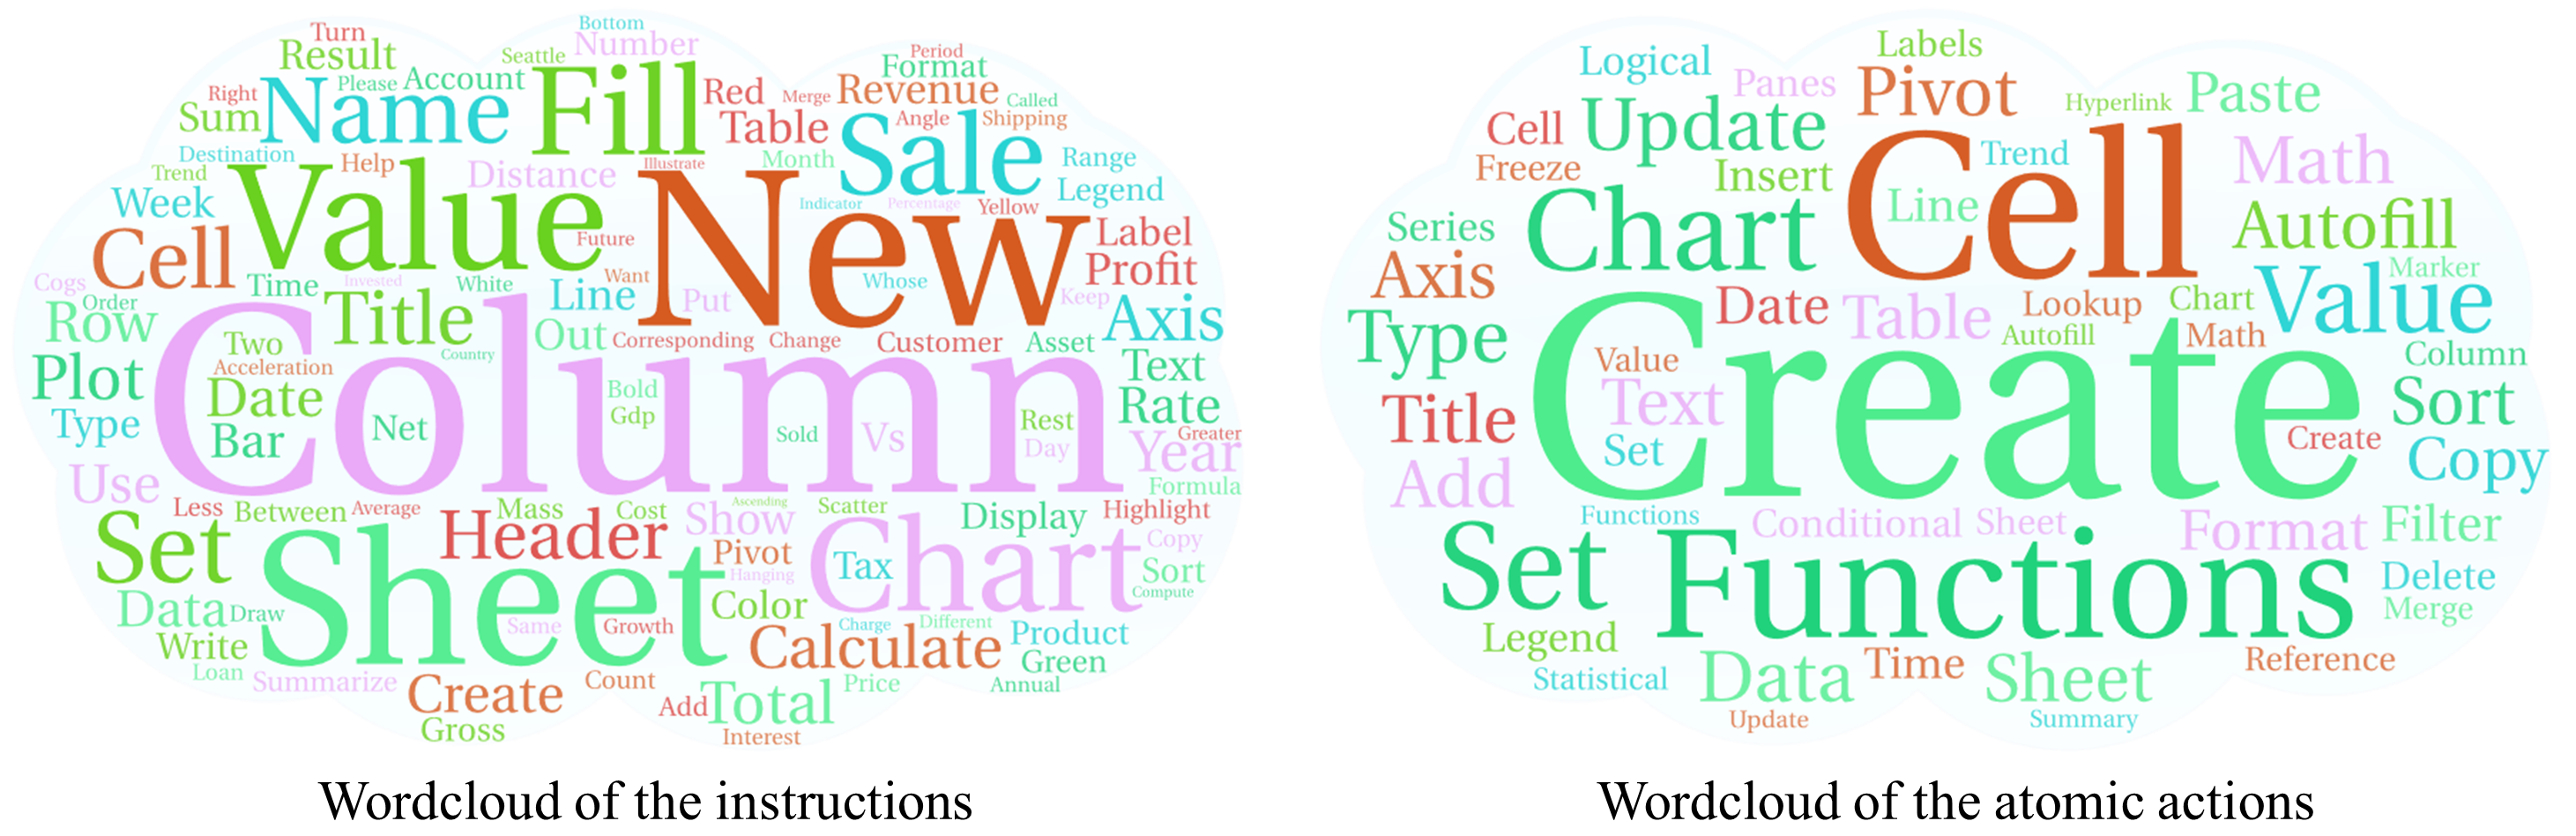 Turn
Bottom
Result
Seattle
Number
Period
Please
Account
Format
Right
Name
Fill
Red
Merge
Revenue
Called
Sum
Table
Sale
Angle
Shipping
Destination
Help
Distance
Illustrate
Month
Range
Trend
Value
New
Legend
Week
Indicator
Percentage
Yellow
Cell
Future
Label
Profit
Cogs
Time
Invested
White
Want
Line
Put
Whose
Keep
Order
Row
Title
Out
Axis
Two
Country
Corresponding
Change
Customer
Asset
Plot
Acceleration
Column
Text
Date
Bold
Rate
Type
Bar
Net
Gdp
Sold
Vs
Rest
Day
Greater
Year
Use
Formula
Less
Between
Average
Mass
Cost
Ascending
Show
Scatter
Display
Highlight
Set
Sheet
Header
Pivot
Chart
Tax
Copy
Hanging
Sort
Compute
Data
Draw
Color
Same
Growth
Charge
Different
Product
Write
Calculate
Green
Loan
Summarize
Create
Count
Price
Annual
Add
Total
Gross
Interest
Wordcloud of the instructions
Labels
Logical
Panes
Pivot
Hyperlink
Paste
Cell
Update
Freeze
Insert
Cell
Trend
Math
Series
Chart
Line
Autofill
Axis
Marker
Date
Table
Lookup
Chart
Value
Type
Autofill
Math
Value
Create
Column
Title
Text
Sort
Set
Create
Copy
Add
Functions
Conditional
Sheet
Format
Filter
Set
Functions
Delete
Merge
Legend
Statistical
Data
Time
Sheet
Reference
Update
Summary
Wordcloud of the atomic actions